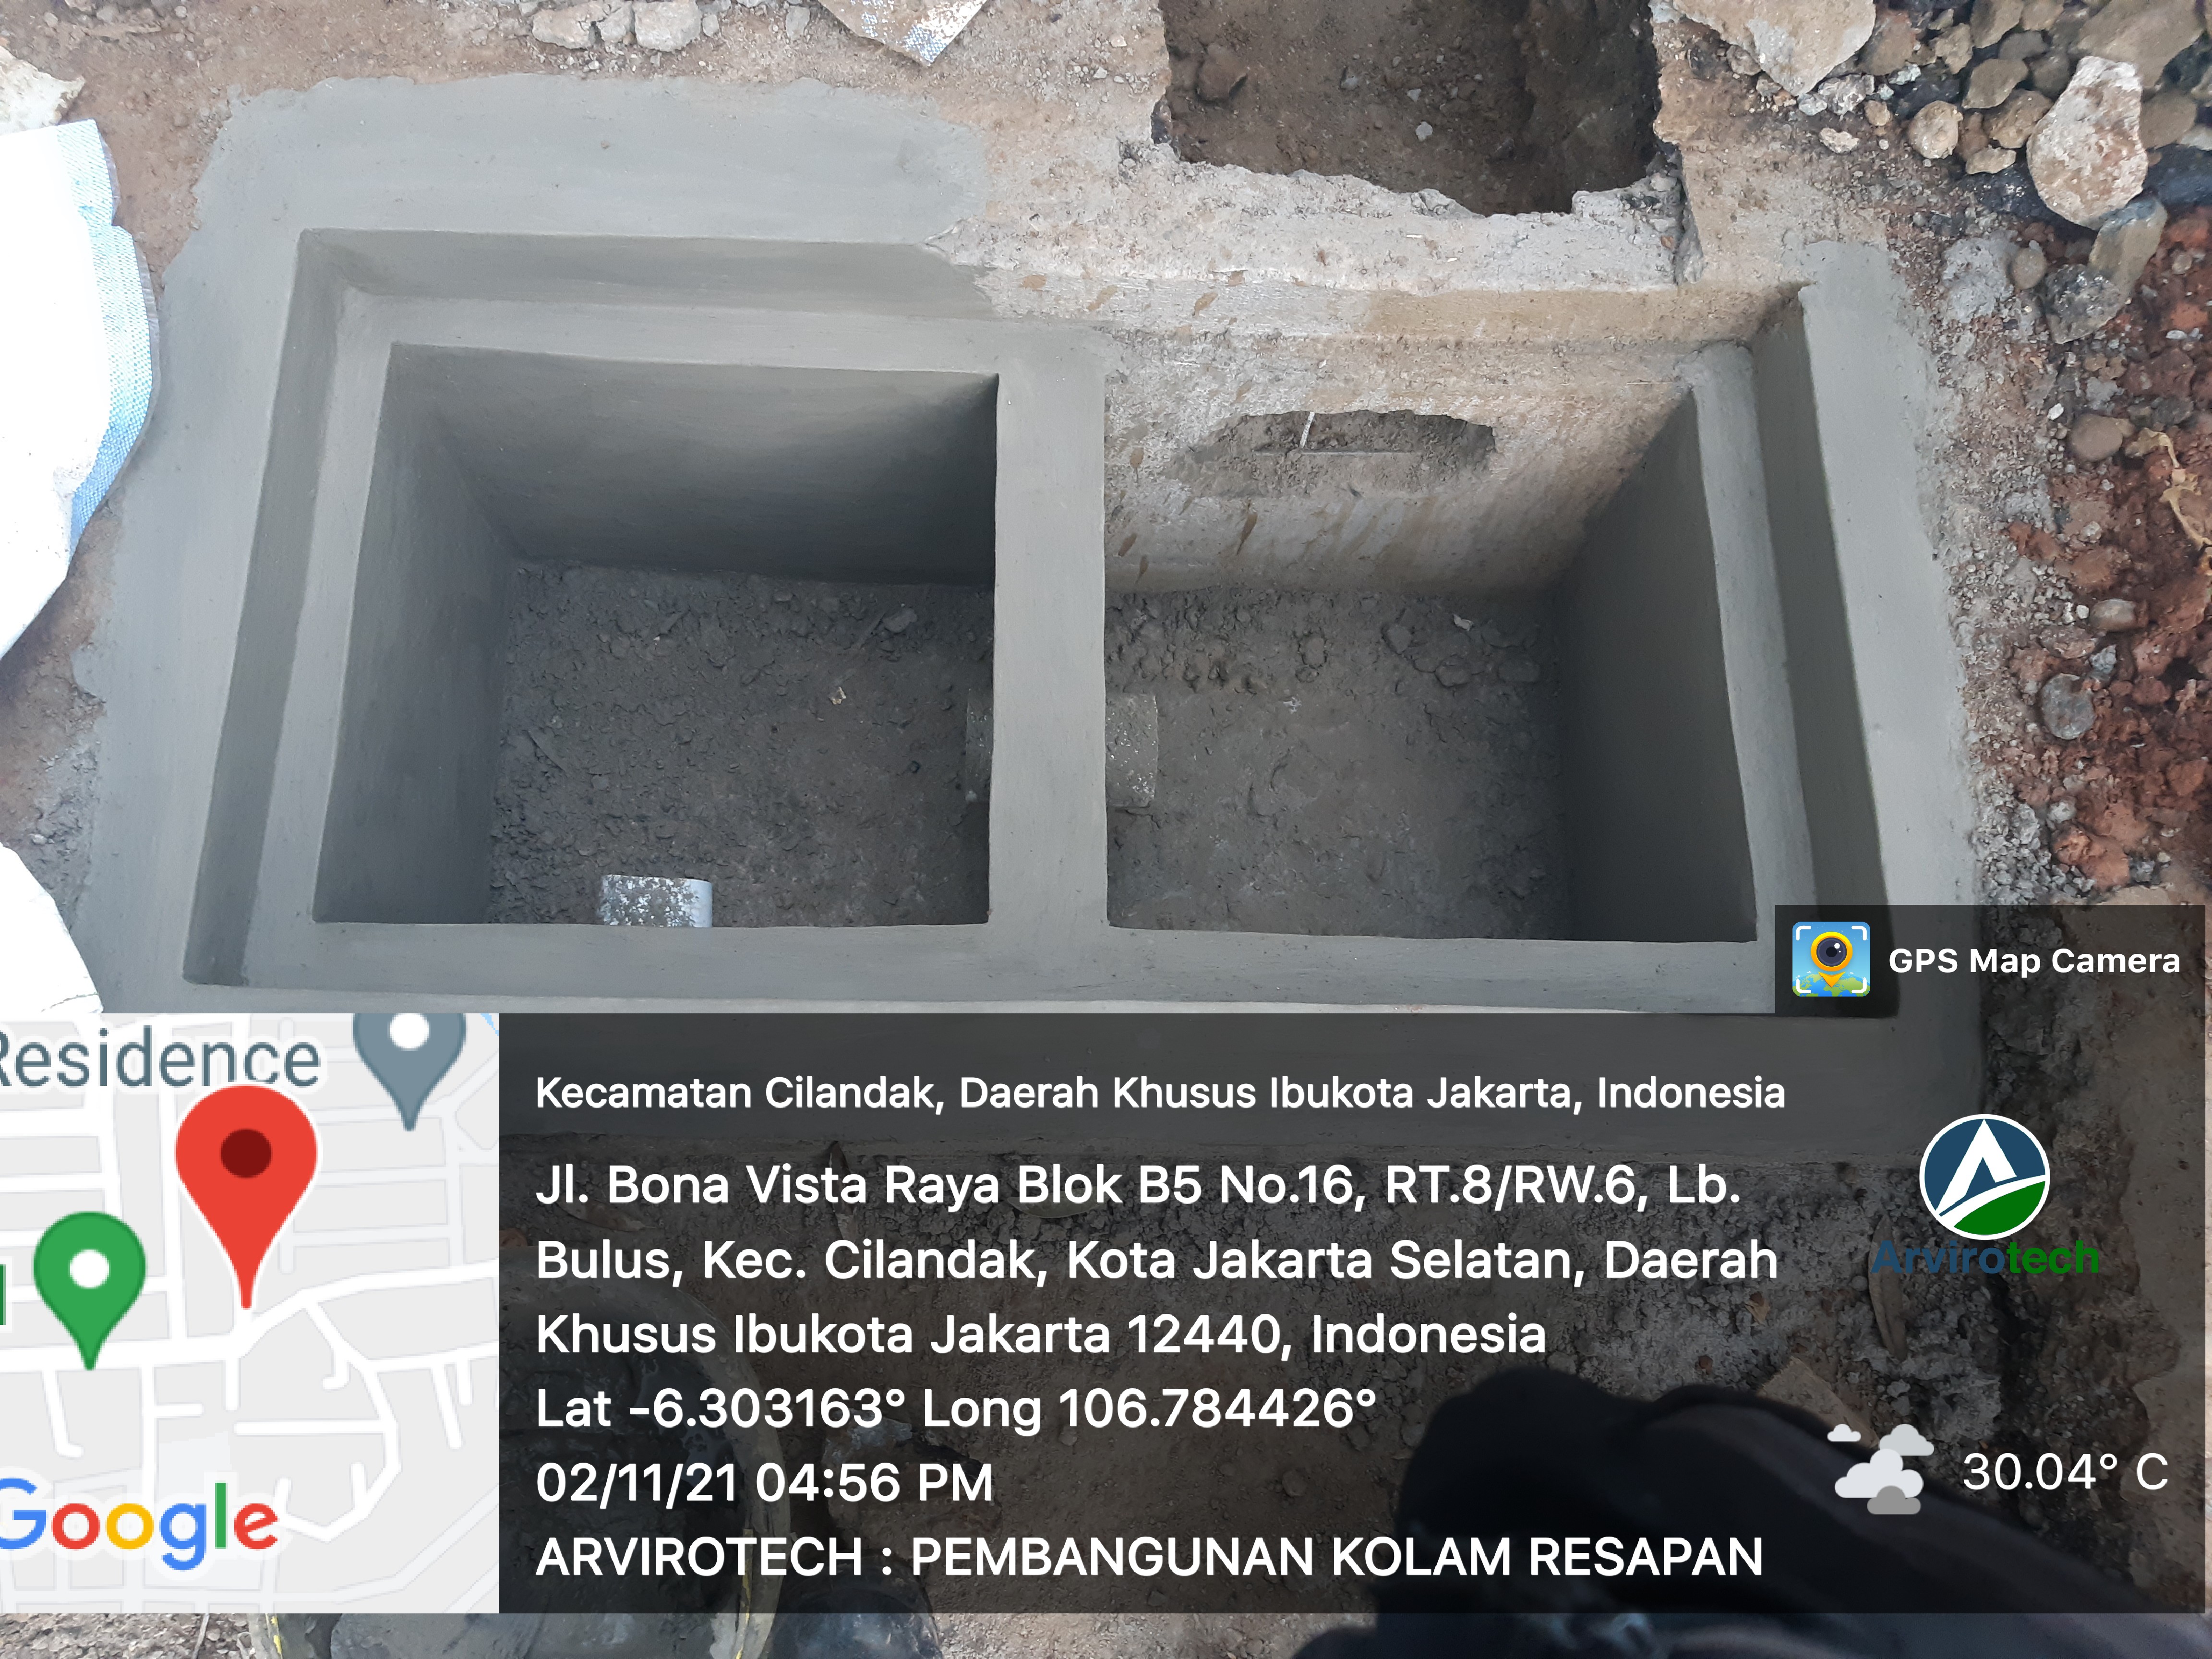 GPS Map Camera
Residence
Google
Kecamatan Cilandak, Daerah Khusus Ibukota Jakarta, Indonesia
Jl. Bona Vista Raya Blok B5 No.16, RT.8/RW.6, Lb.
Bulus, Kec. Cilandak, Kota Jakarta Selatan, Daerah
Khusus Ibukota Jakarta 12440, Indonesia
Lat -6.303163° Long 106.784426°
02/11/21 04:56 PM
ARVIROTECH : PEMBANGUNAN KOLAM RESAPAN
Arvirotech
30.04° C